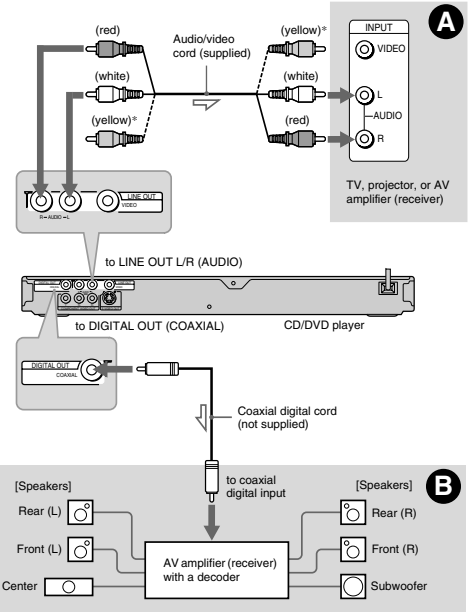 (red)
Audio/video
cord (supplied)
(yellow)*
INPUT
A
VIDEO
(white)
(white)
L
AUDIO
(yellow)*
(red)
R
TV, projector, or AV
amplifier (receiver)
LINE OUT
VIDEO
R–AUDIO–L
to LINE OUT L/R (AUDIO)
to DIGITAL OUT (COAXIAL)
CD/DVD player
DIGITAL OUT
COAXIAL
Coaxial digital cord
(not supplied)
to coaxial
digital input
B
[Speakers]
[Speakers]
Rear (L)
Rear (R)
Front (L)
Front (R)
AV amplifier (receiver)
with a decoder
Center
Subwoofer